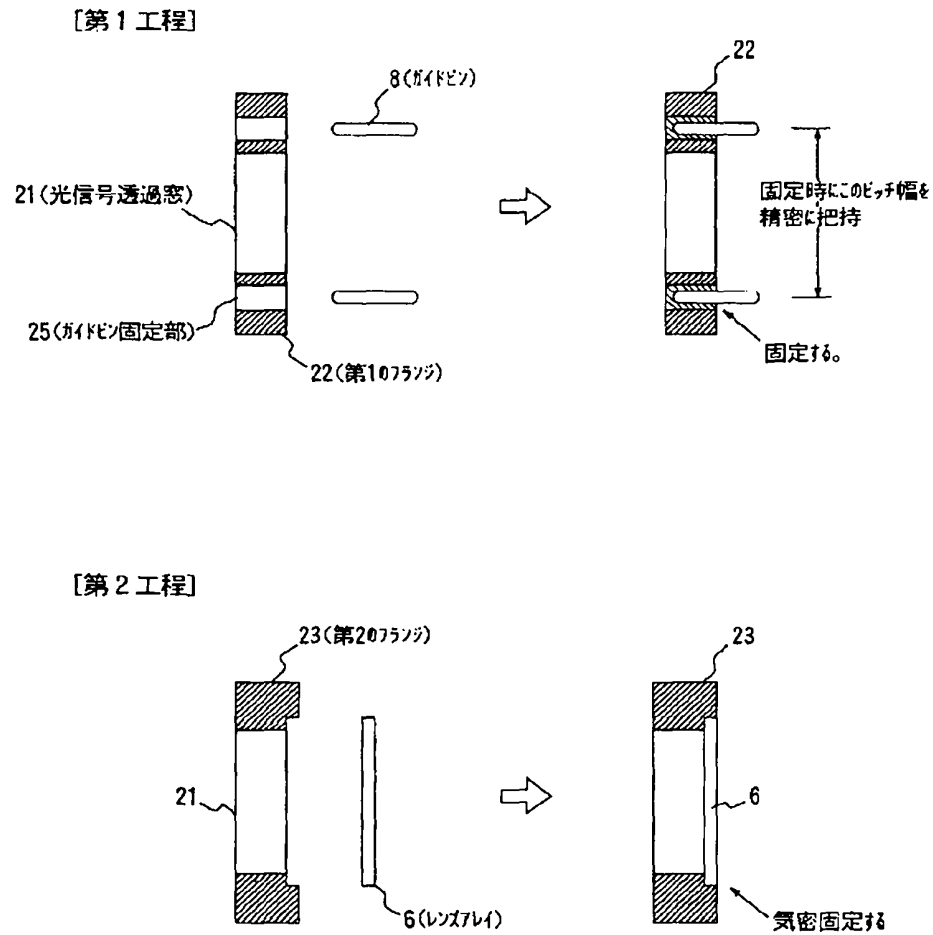 [第1工程]
8(ガイドピン)
22
21(光信号透過窓)
固定時にこのピッチ幅を
精密に把持
25(ガイドピン固定部)
固定する。
22(第1のフランジ)
[第2工程]
23(第2のフランジ)
23
21
6
6(レンズアレイ)
気密固定する